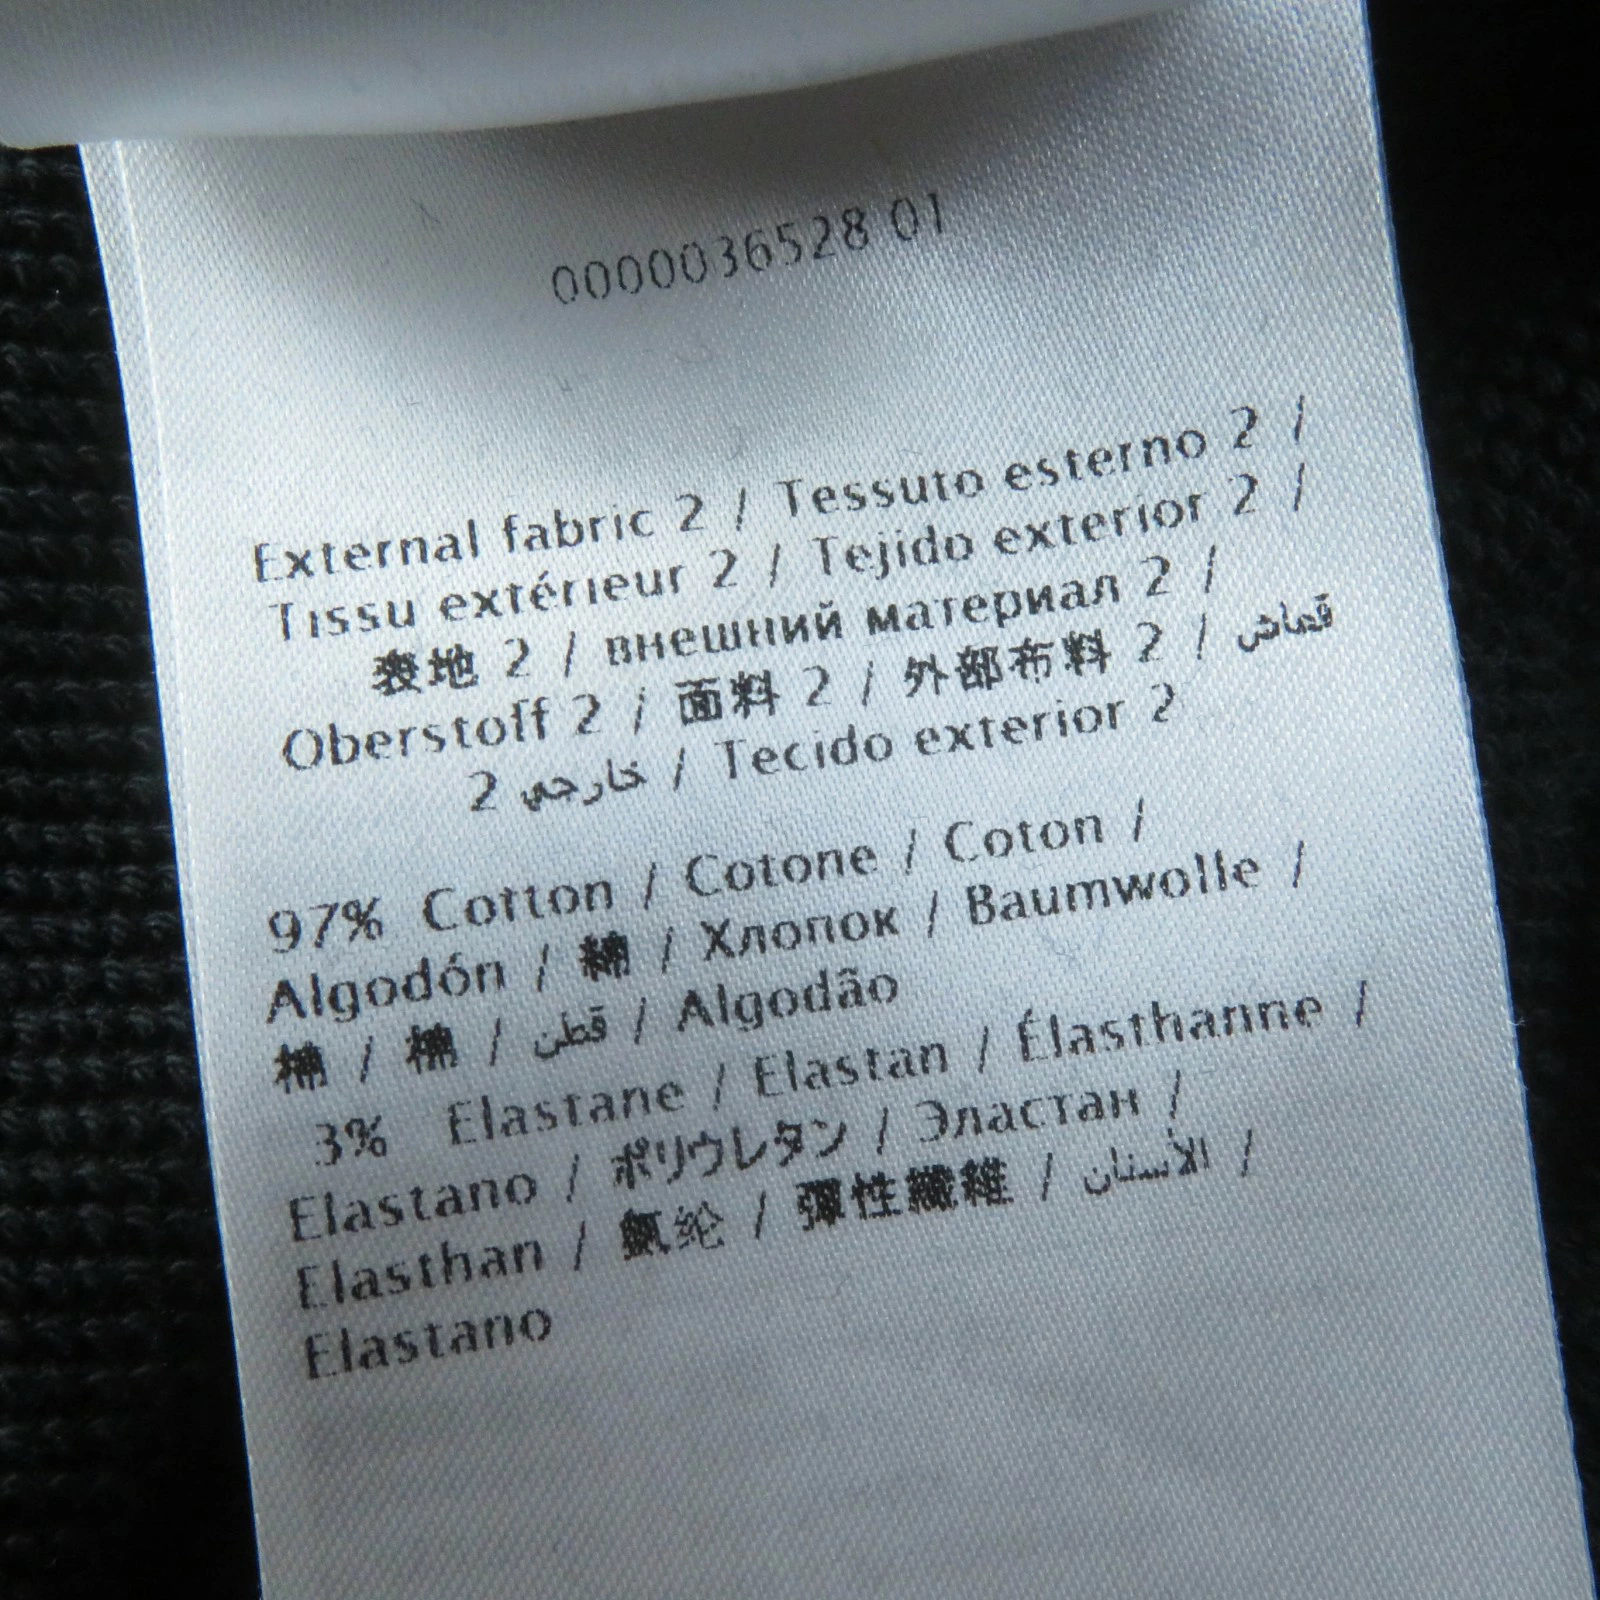 0000036528 01
External fabric 2 / Tessuto esterno 2 /
Tissu extérieur 2 / Tejido exterior 2 /
表地 2 / внешний материал 2 /
Oberstoff 2 / 面料 2 / 外部布料 2 / قماش
2 خارجي / Tecido exterior 2
97% Cotton / Cotone / Coton /
Algodón / 綿 / Хлопок / Baumwolle /
棉 / 棉 / قطن / Algodão
3% Elastane / Elastan / Élasthanne /
Elastano / ポリウレタン / Эластан /
Elasthan / 氨纶 / 彈性纖維 / الأستان /
Elastano